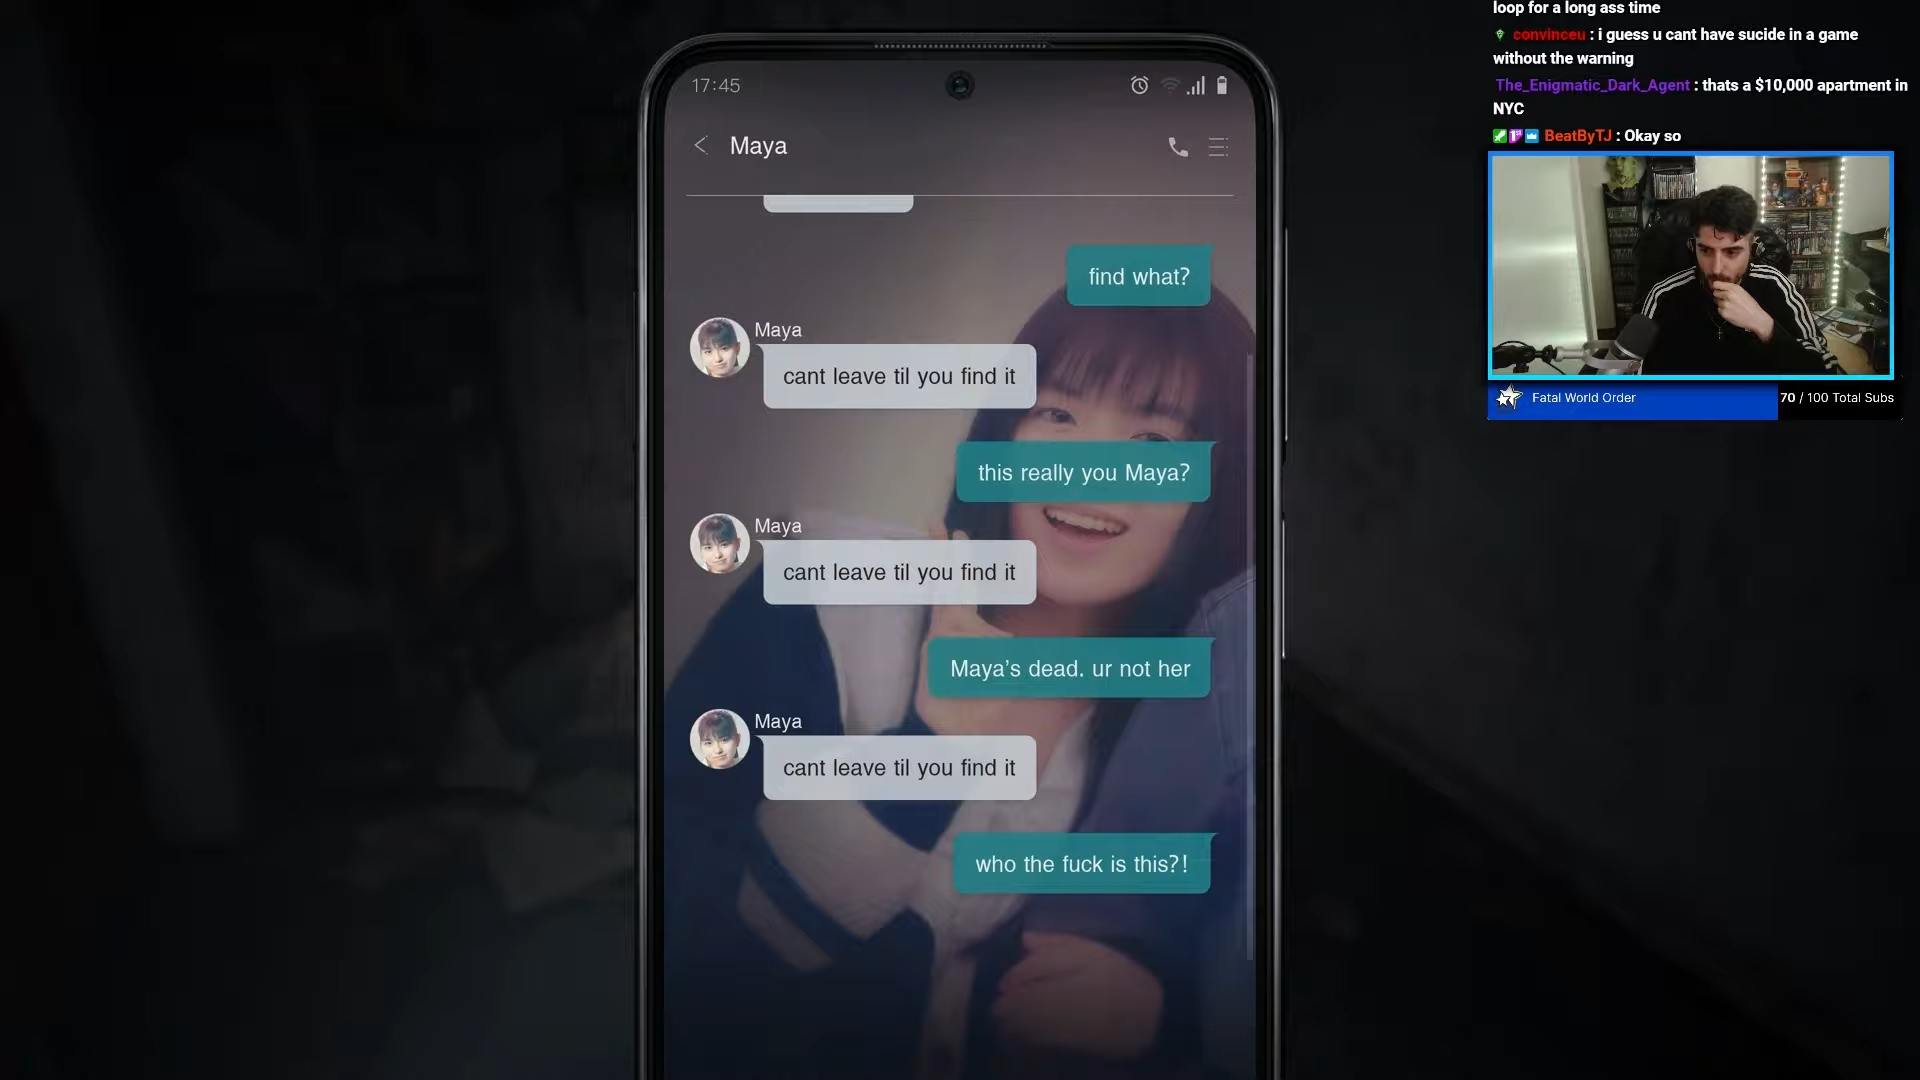 loop for a long ass time
convinceu : i guess u cant have sucide in a game
without the warning
The_Enigmatic_Dark_Agent : thats a $10,000 apartment in
NYC
BeatByTJ : Okay so
Fatal World Order
70 / 100 Total Subs
17:45
Maya
find what?
Maya
cant leave til you find it
this really you Maya?
Maya
cant leave til you find it
Maya's dead. ur not her
Maya
cant leave til you find it
who the fuck is this?!